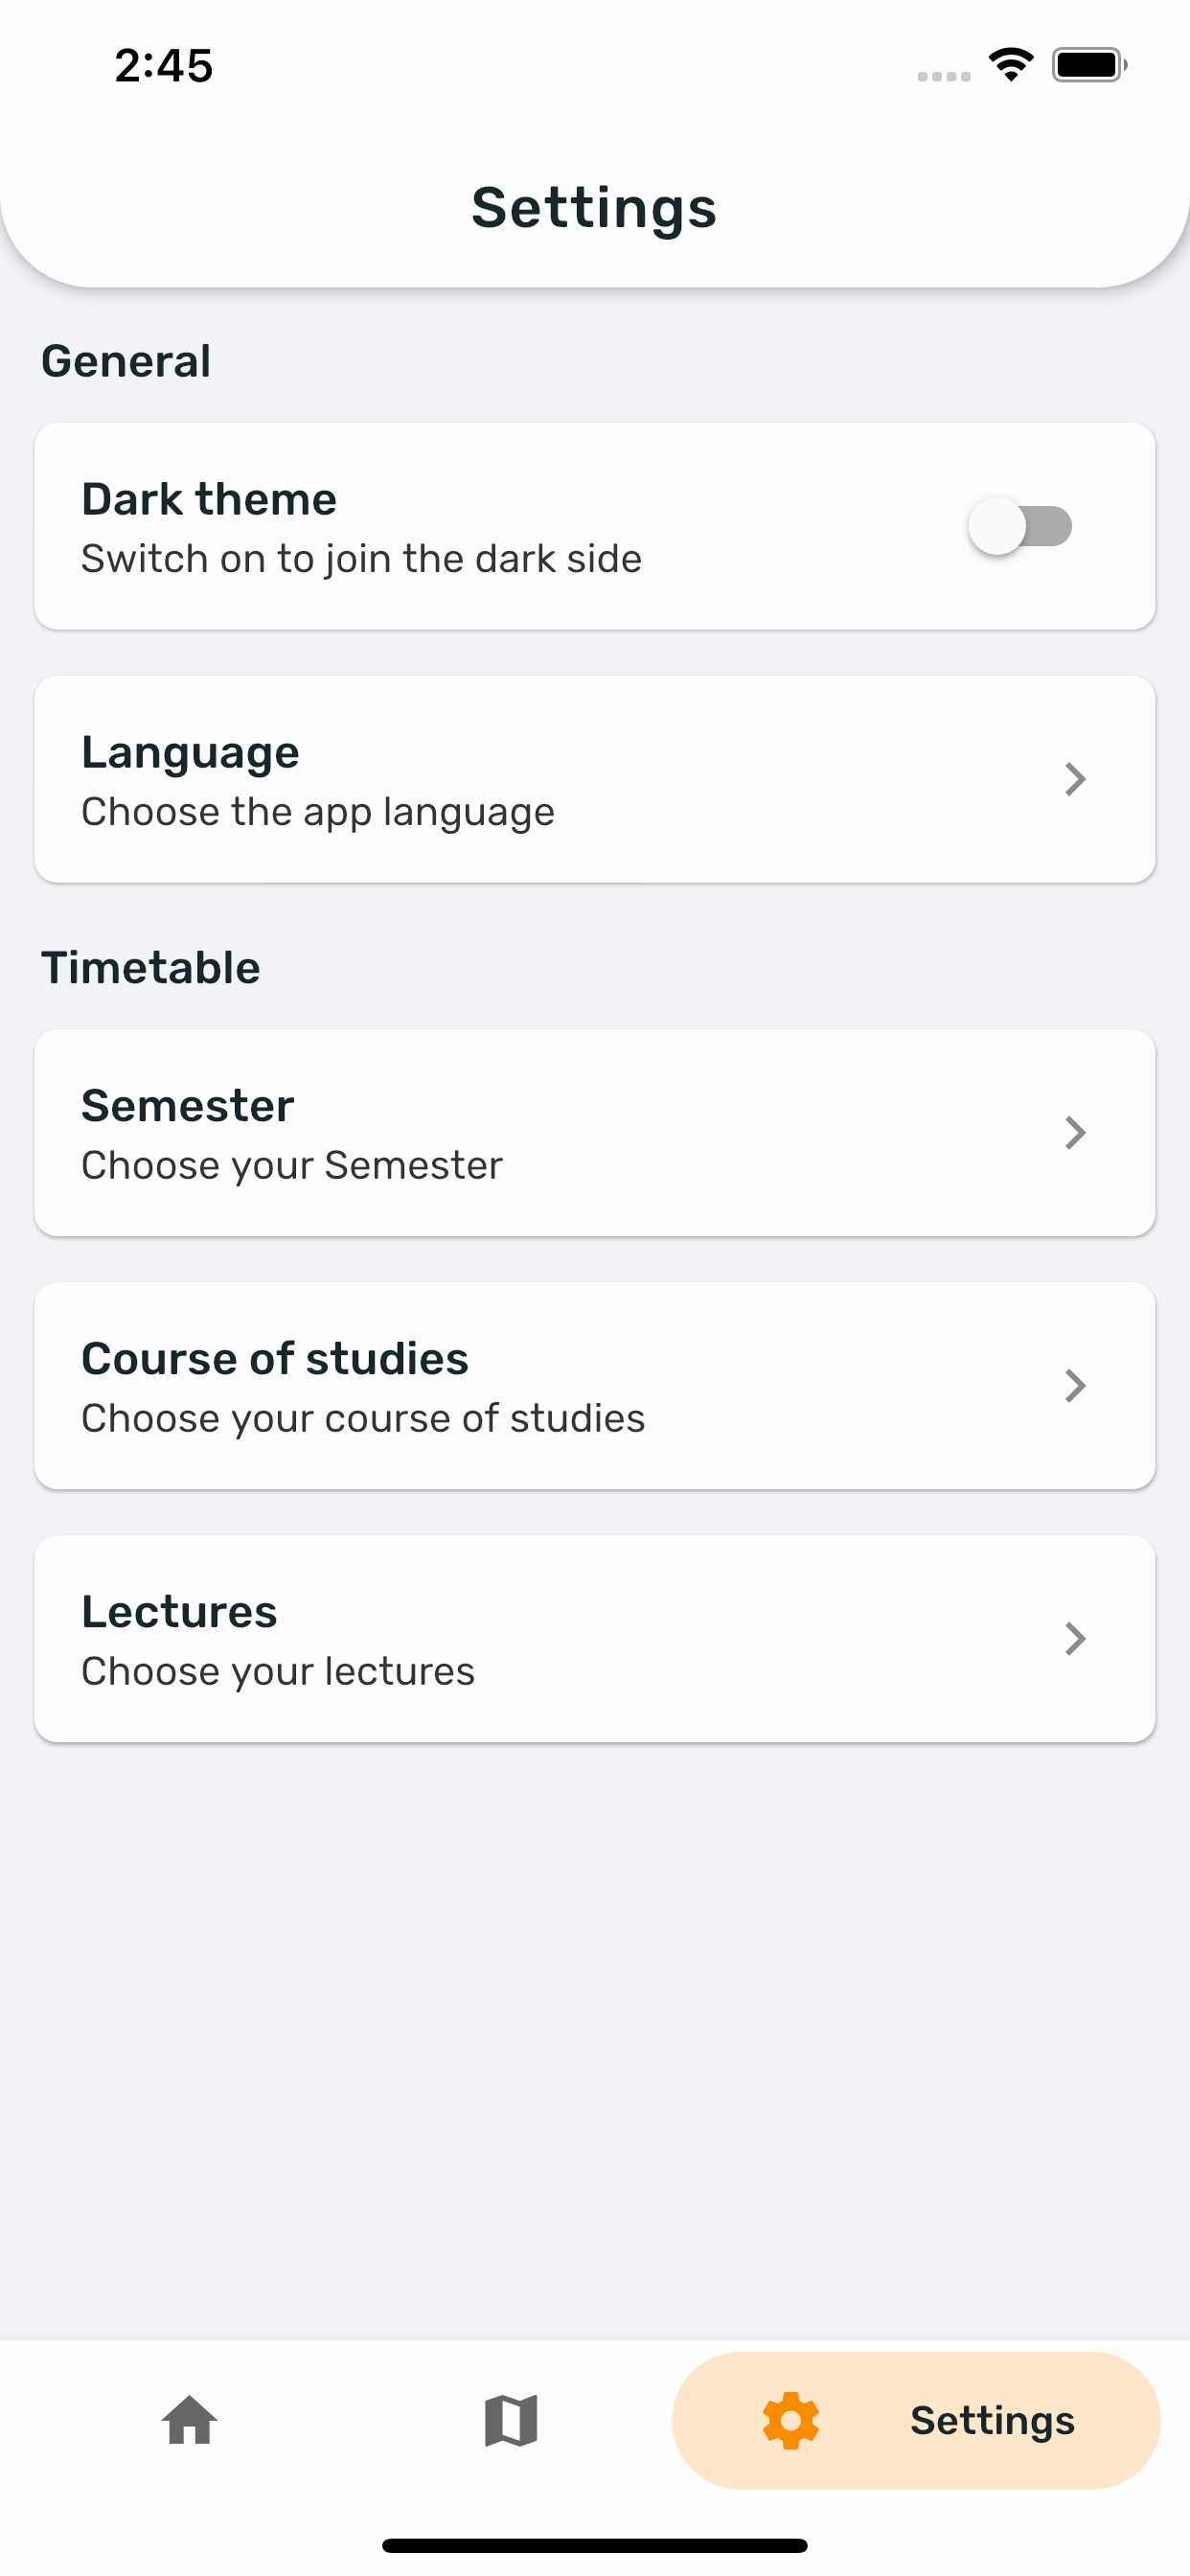 2:45
Settings
General
Dark theme
Switch on to join the dark side
Language
Choose the app language
Timetable
Semester
Choose your Semester
Course of studies
Choose your course of studies
Lectures
Choose your lectures
Settings